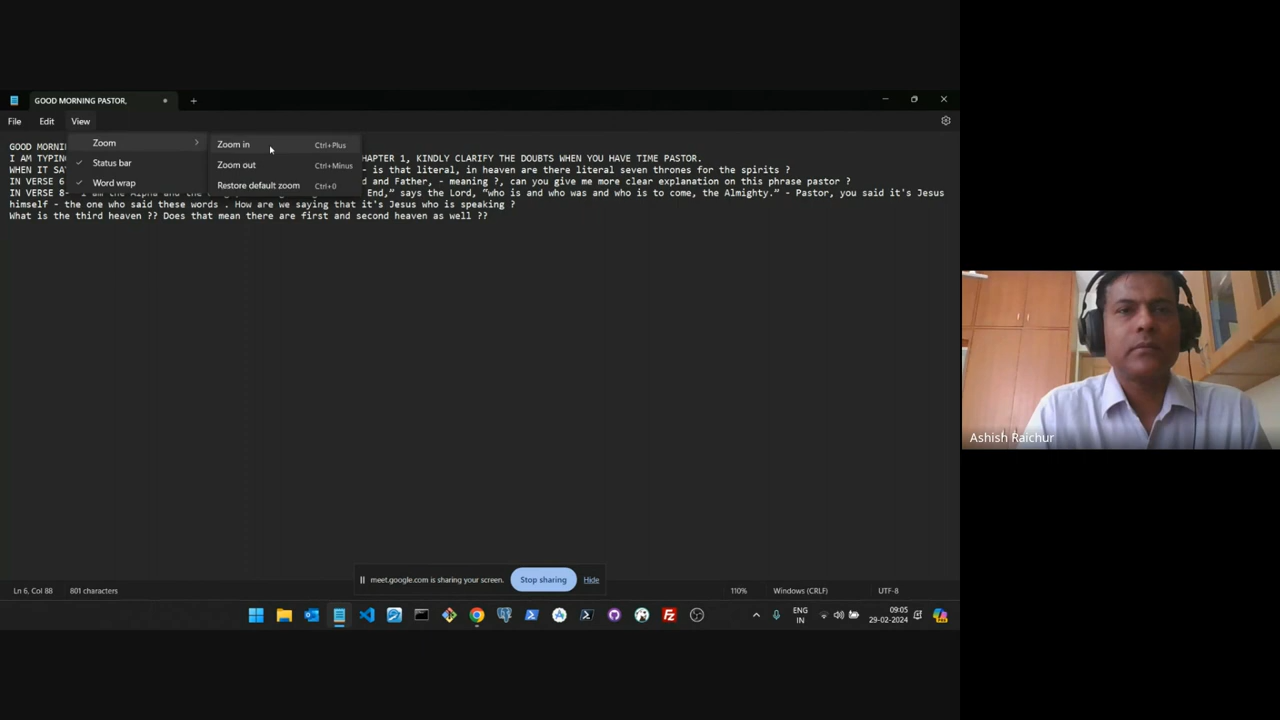 GOOD MORNING PASTOR,
File Edit View
GOOD MORNI
Zoom
Zoom in Ctrl+Plus
I AM TYPIN
HAPTER 1, KINDLY CLARIFY THE DOUBTS WHEN YOU HAVE TIME PASTOR.
Status bar
Zoom out Ctrl+Minus
WHEN IT SAY
- is that literal, in heaven are there literal seven thrones for the spirits ?
Word wrap
Restore default zoom Ctrl+0
IN VERSE 6
d and Father, - meaning ?, can you give me more clear explanation on this phrase pastor ?
IN VERSE 8- I am the Alpha and the End,” says the Lord, “who is and who was and who is to come, the Almighty.” - Pastor, you said it's Jesus
himself - the one who said these words . How are we saying that it's Jesus who is speaking ?
What is the third heaven ?? Does that mean there are first and second heaven as well ??
Ashish Raichur
meet.google.com is sharing your screen. Stop sharing Hide
Ln 6, Col 88 801 characters 110% Windows (CRLF) UTF-8
ENG
IN
09:05
29-02-2024